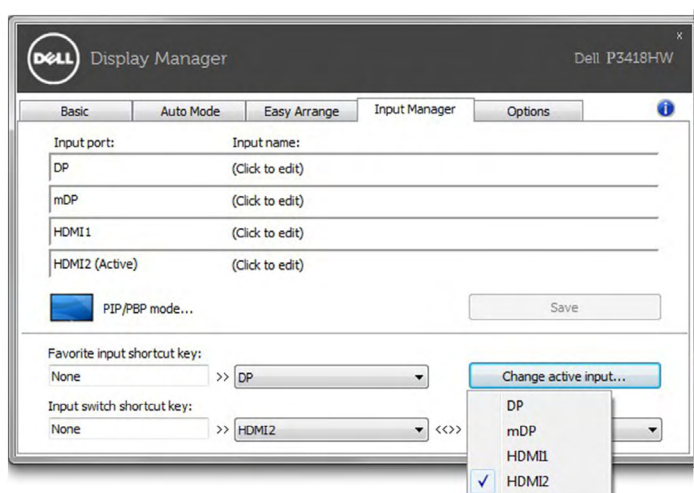 DELL Display Manager
x
Dell P3418HW
Basic Auto Mode Easy Arrange Input Manager Options i
Input port: Input name:
DP (Click to edit)
mDP (Click to edit)
HDMI1 (Click to edit)
HDMI2 (Active) (Click to edit)
PIP/PBP mode... Save
Favorite input shortcut key:
None >> DP Change active input...
Input switch shortcut key:
None >> HDMI2 <<>>
DP
mDP
HDMI1
HDMI2